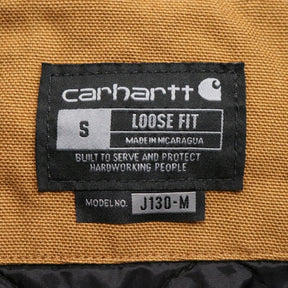 carhartt
S LOOSE FIT
MADE IN NICARAGUA
BUILT TO SERVE AND PROTECT
HARDWORKING PEOPLE
MODEL NO. J130-M